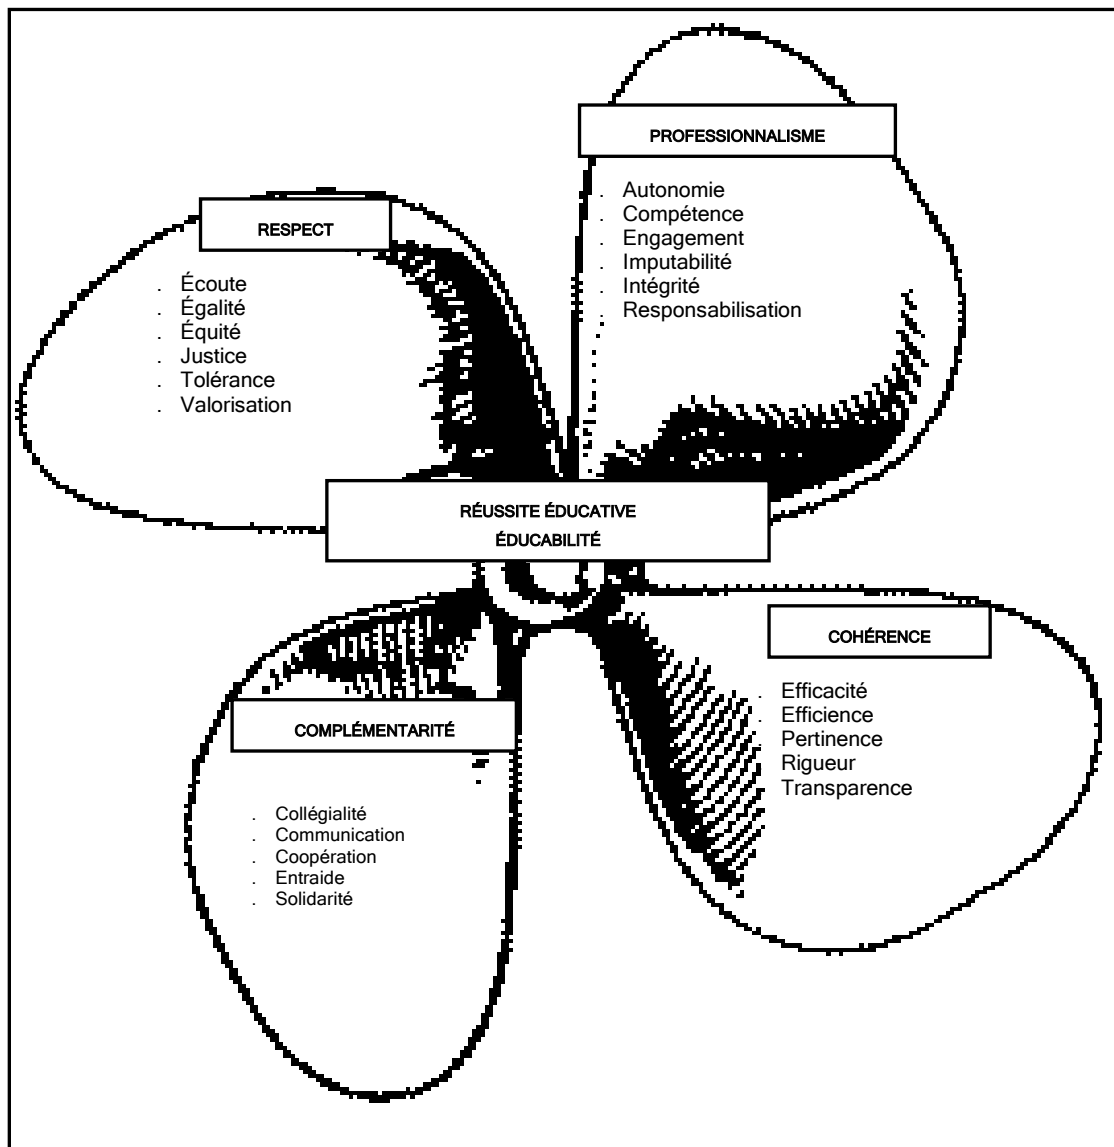 PROFESSIONNALISME
. Autonomie
. Compétence
. Engagement
. Imputabilité
. Intégrité
. Responsabilisation
RESPECT
. Écoute
. Égalité
. Équité
. Justice
. Tolérance
. Valorisation
RÉUSSITE ÉDUCATIVE
ÉDUCABILITÉ
COHÉRENCE
. Efficacité
. Efficience
. Pertinence
. Rigueur
. Transparence
COMPLÉMENTARITÉ
. Collégialité
. Communication
. Coopération
. Entraide
. Solidarité